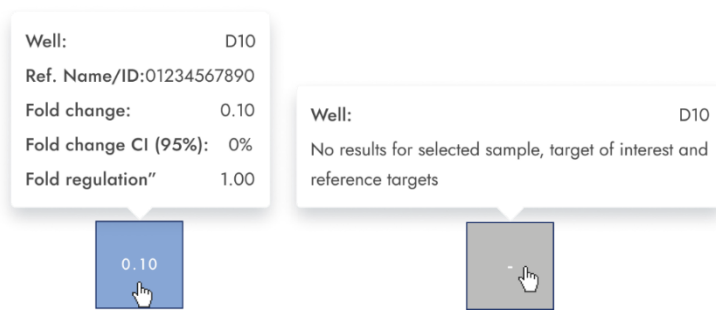 Well: D10
Ref. Name/ID:01234567890
Fold change: 0.10
Fold change CI (95%): 0%
Fold regulation” 1.00
0.10
Well: D10
No results for selected sample, target of interest and
reference targets
-